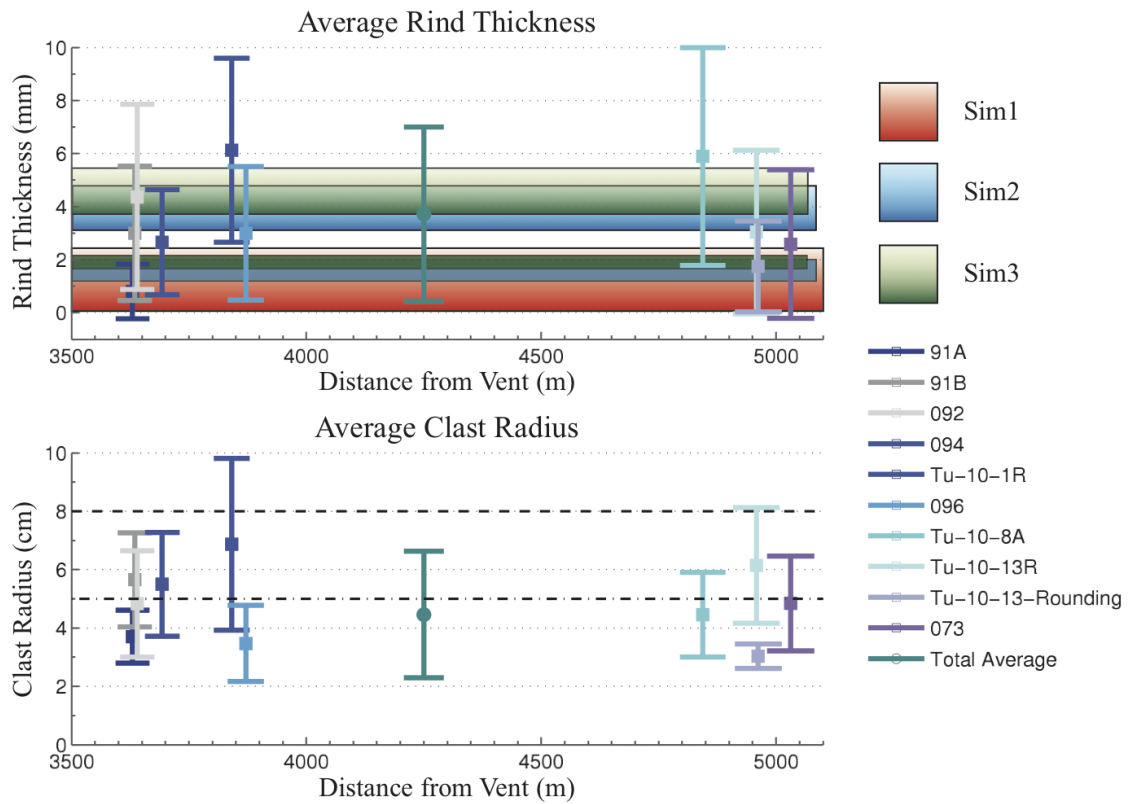 Average Rind Thickness
10
8
6
4
2
0
Rind Thickness (mm)
3500 4000 4500 5000
Distance from Vent (m)
Sim1
Sim2
Sim3
91A
91B
092
094
Tu-10-1R
096
Tu-10-8A
Tu-10-13R
Tu-10-13-Rounding
073
Total Average
Average Clast Radius
10
8
6
4
2
0
Clast Radius (cm)
3500 4000 4500 5000
Distance from Vent (m)